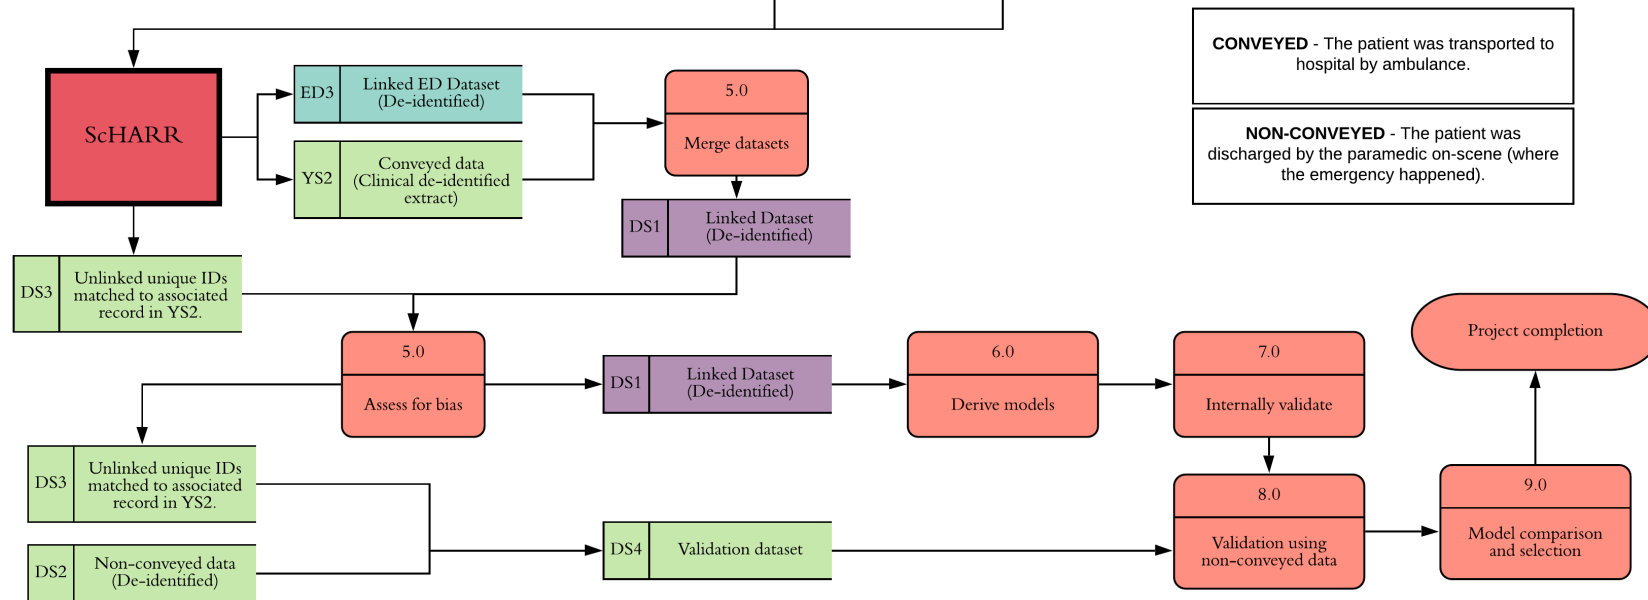 CONVEYED - The patient was transported to
hospital by ambulance.
NON-CONVEYED - The patient was
discharged by the paramedic on-scene (where
the emergency happened).
ScHARR
ED3
Linked ED Dataset
(De-identified)
YS2
Conveyed data
(Clinical de-identified
extract)
5.0
Merge datasets
DS1
Linked Dataset
(De-identified)
DS3
Unlinked unique IDs
matched to associated
record in YS2.
5.0
Assess for bias
DS1
Linked Dataset
(De-identified)
6.0
Derive models
7.0
Internally validate
Project completion
DS3
Unlinked unique IDs
matched to associated
record in YS2.
DS2
Non-conveyed data
(De-identified)
DS4
Validation dataset
8.0
Validation using
non-conveyed data
9.0
Model comparison
and selection